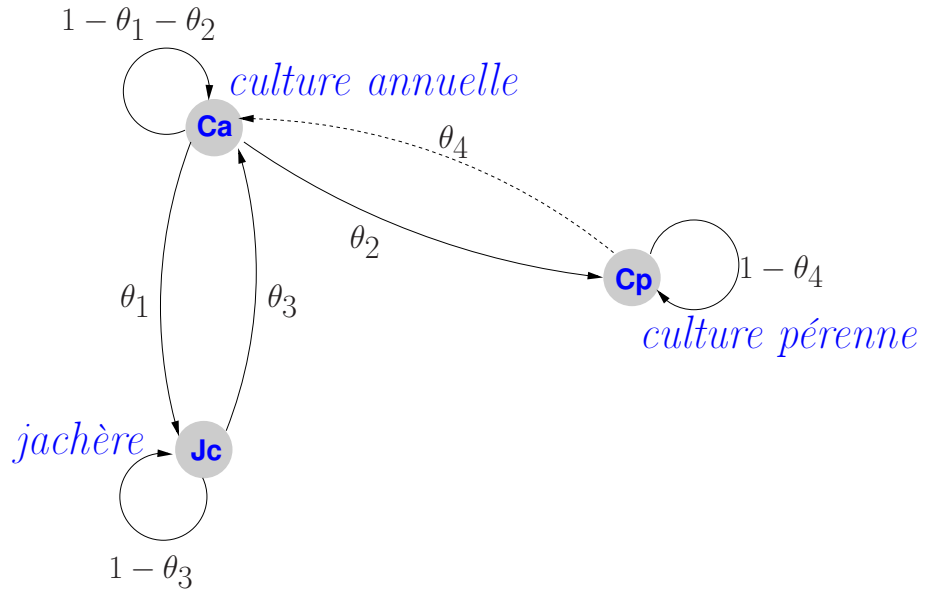 1 − θ1 − θ2
culture annuelle
Ca
θ4
θ2
Cp
1 − θ4
θ1
θ3
culture pérenne
jachère
Jc
1 − θ3